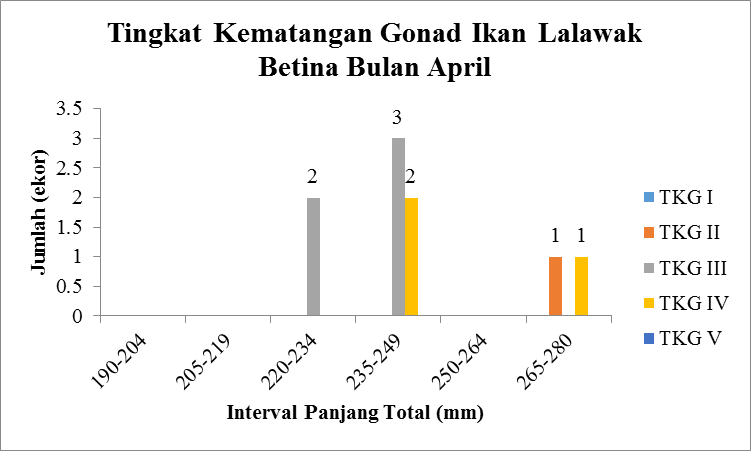 Tingkat Kematangan Gonad Ikan Lalawak
Betina Bulan April
Jumlah (ekor)
3.5
3
2.5
2
1.5
1
0.5
0
2
3
2
1
1
190-204
205-219
220-234
235-249
250-264
265-280
Interval Panjang Total (mm)
TKG I
TKG II
TKG III
TKG IV
TKG V